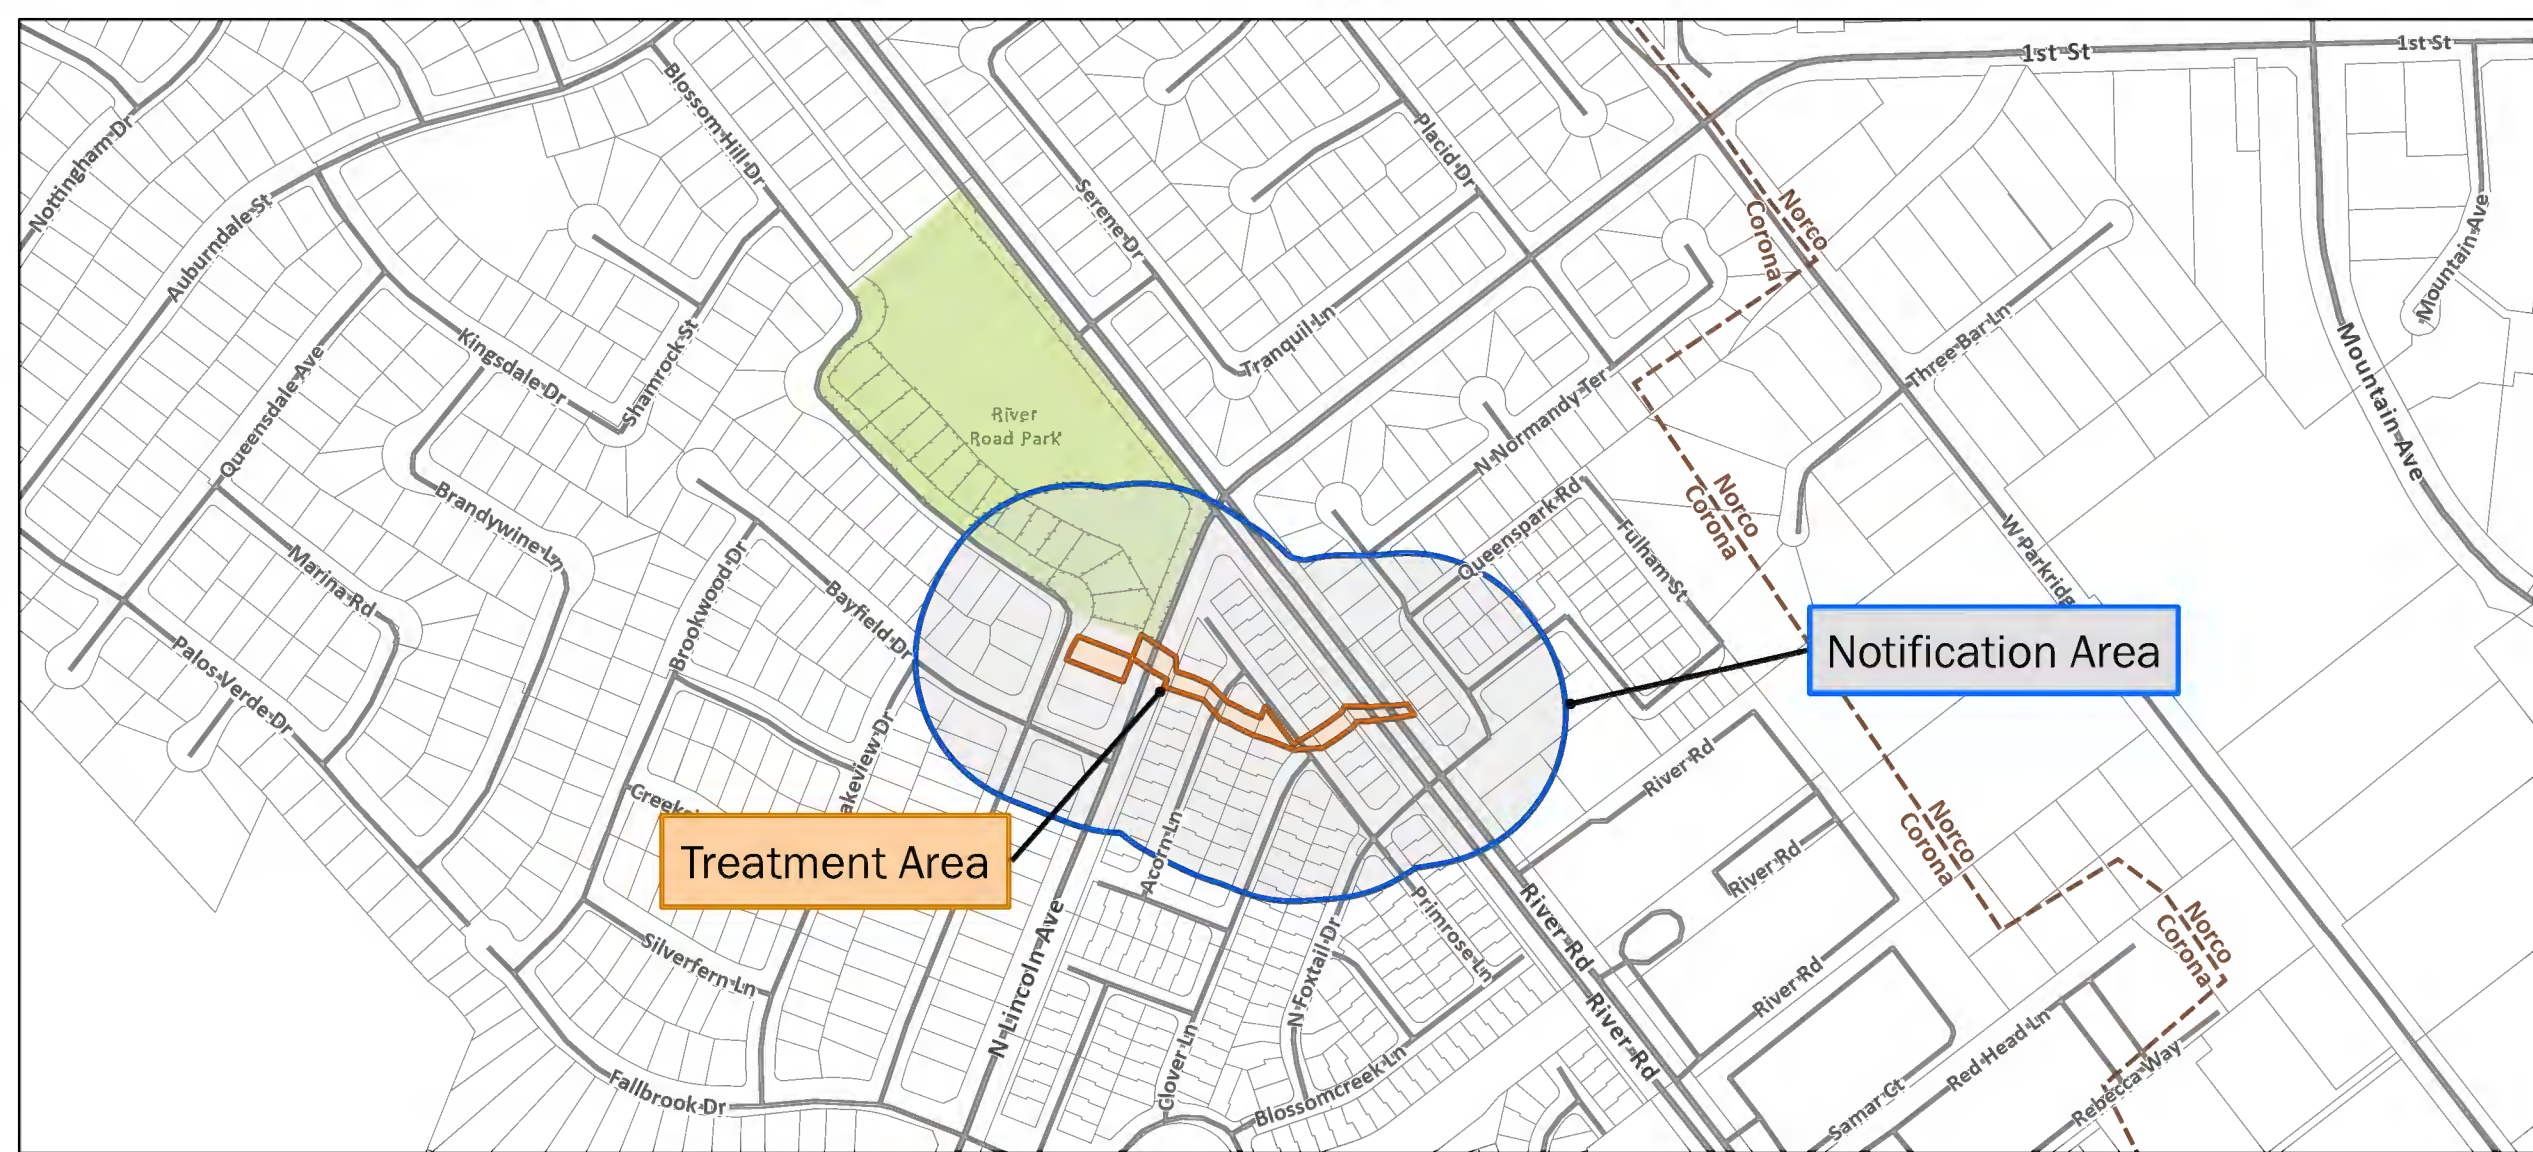 1st St
1st St
Blossom Hill Dr
Nottingham Dr
Placid Dr
Serene Dr
Auburndale St
Norco
Corona
Mountain Ave
Three Bar Ln
Tranquil Ln
Kingsdale Dr
Shamrock St
Queensdale Ave
Mountain Ave
River
Road Park
N Normandy Ter
Queenspark Rd
Norco
Corona
Brandywine Ln
Fulham St
W Parkridg
Marina Rd
Brookwood Dr
Bayfield Dr
Notification Area
Palos Verde Dr
akeview Dr
River Rd
Treatment Area
Acorn Ln
River Rd
Norco
Corona
Primrose Ln
River Rd
N Lincoln Ave
Silverfern Ln
N Foxtail Dr
River Rd
Norco
Corona
River Rd
Clover Ln
Blossomcreek Ln
Red Head Ln
Rebecca Way
Samar Ct
Fallbrook Dr